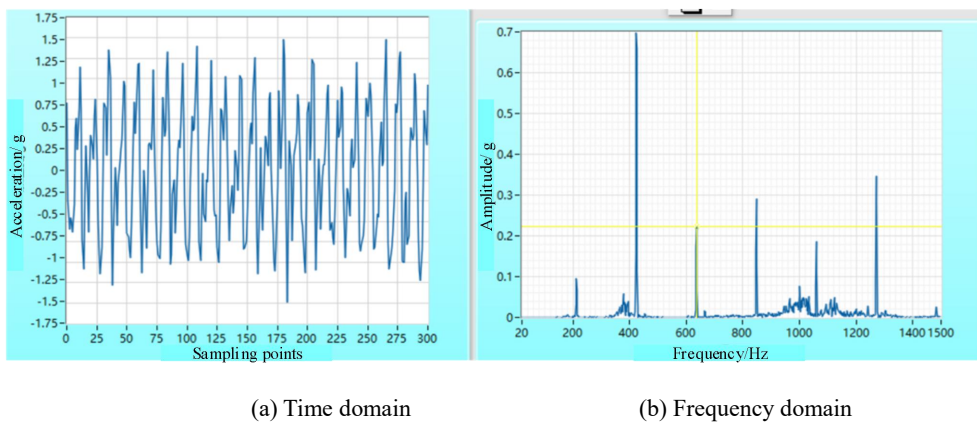 1.75
1.5
1.25
1
0.75
0.5
0.25
0
-0.25
-0.5
-0.75
-1
-1.25
-1.5
-1.75
Acceleration/ g
0 25 50 75 100 125 150 175 200 225 250 275 300
Sampling points
0.7
0.6
0.5
0.4
0.3
0.2
0.1
0
Amplitude/ g
20 200 400 600 800 1000 1200 1400 1500
Frequency/Hz
(a) Time domain
(b) Frequency domain